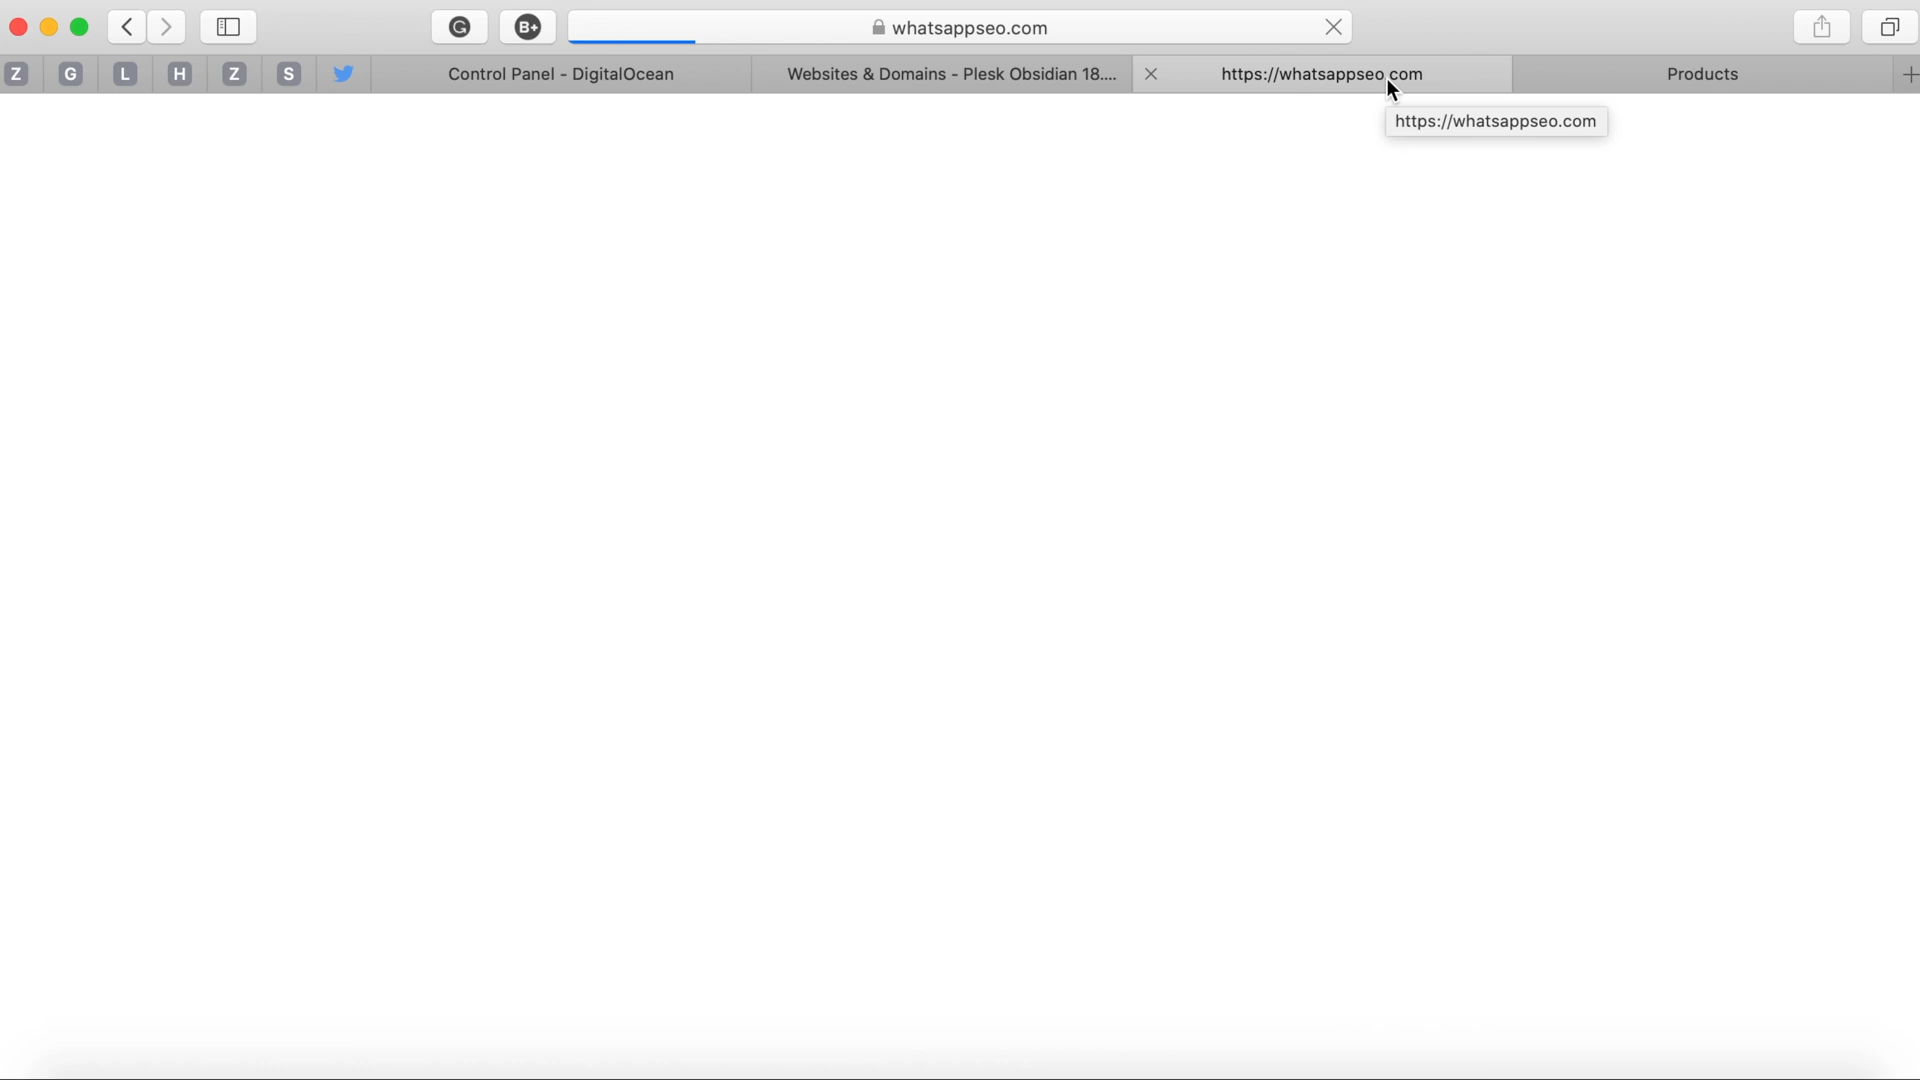 G
B+
whatsappseo.com
Z
G
L
H
Z
S
Control Panel - DigitalOcean
Websites & Domains - Plesk Obsidian 18....
https://whatsappseo.com
Products
https://whatsappseo.com